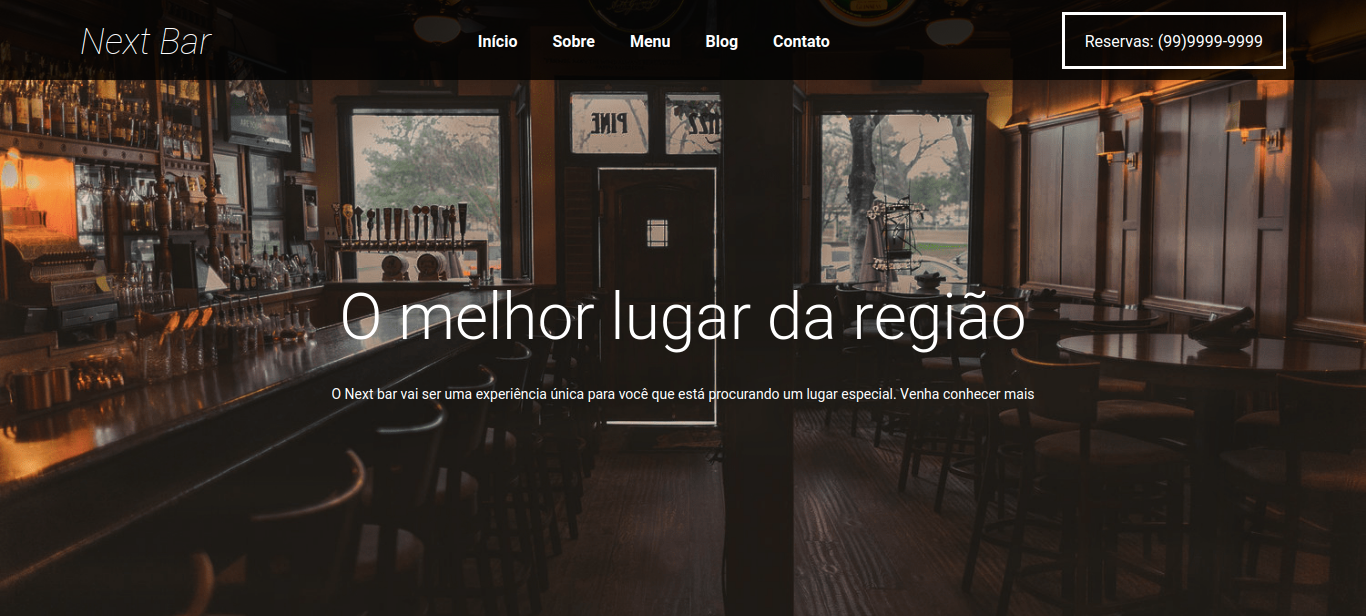 Next Bar
Início Sobre Menu Blog Contato
Reservas: (99)9999-9999
PINE
O melhor lugar da região
O Next bar vai ser uma experiência única para você que está procurando um lugar especial. Venha conhecer mais